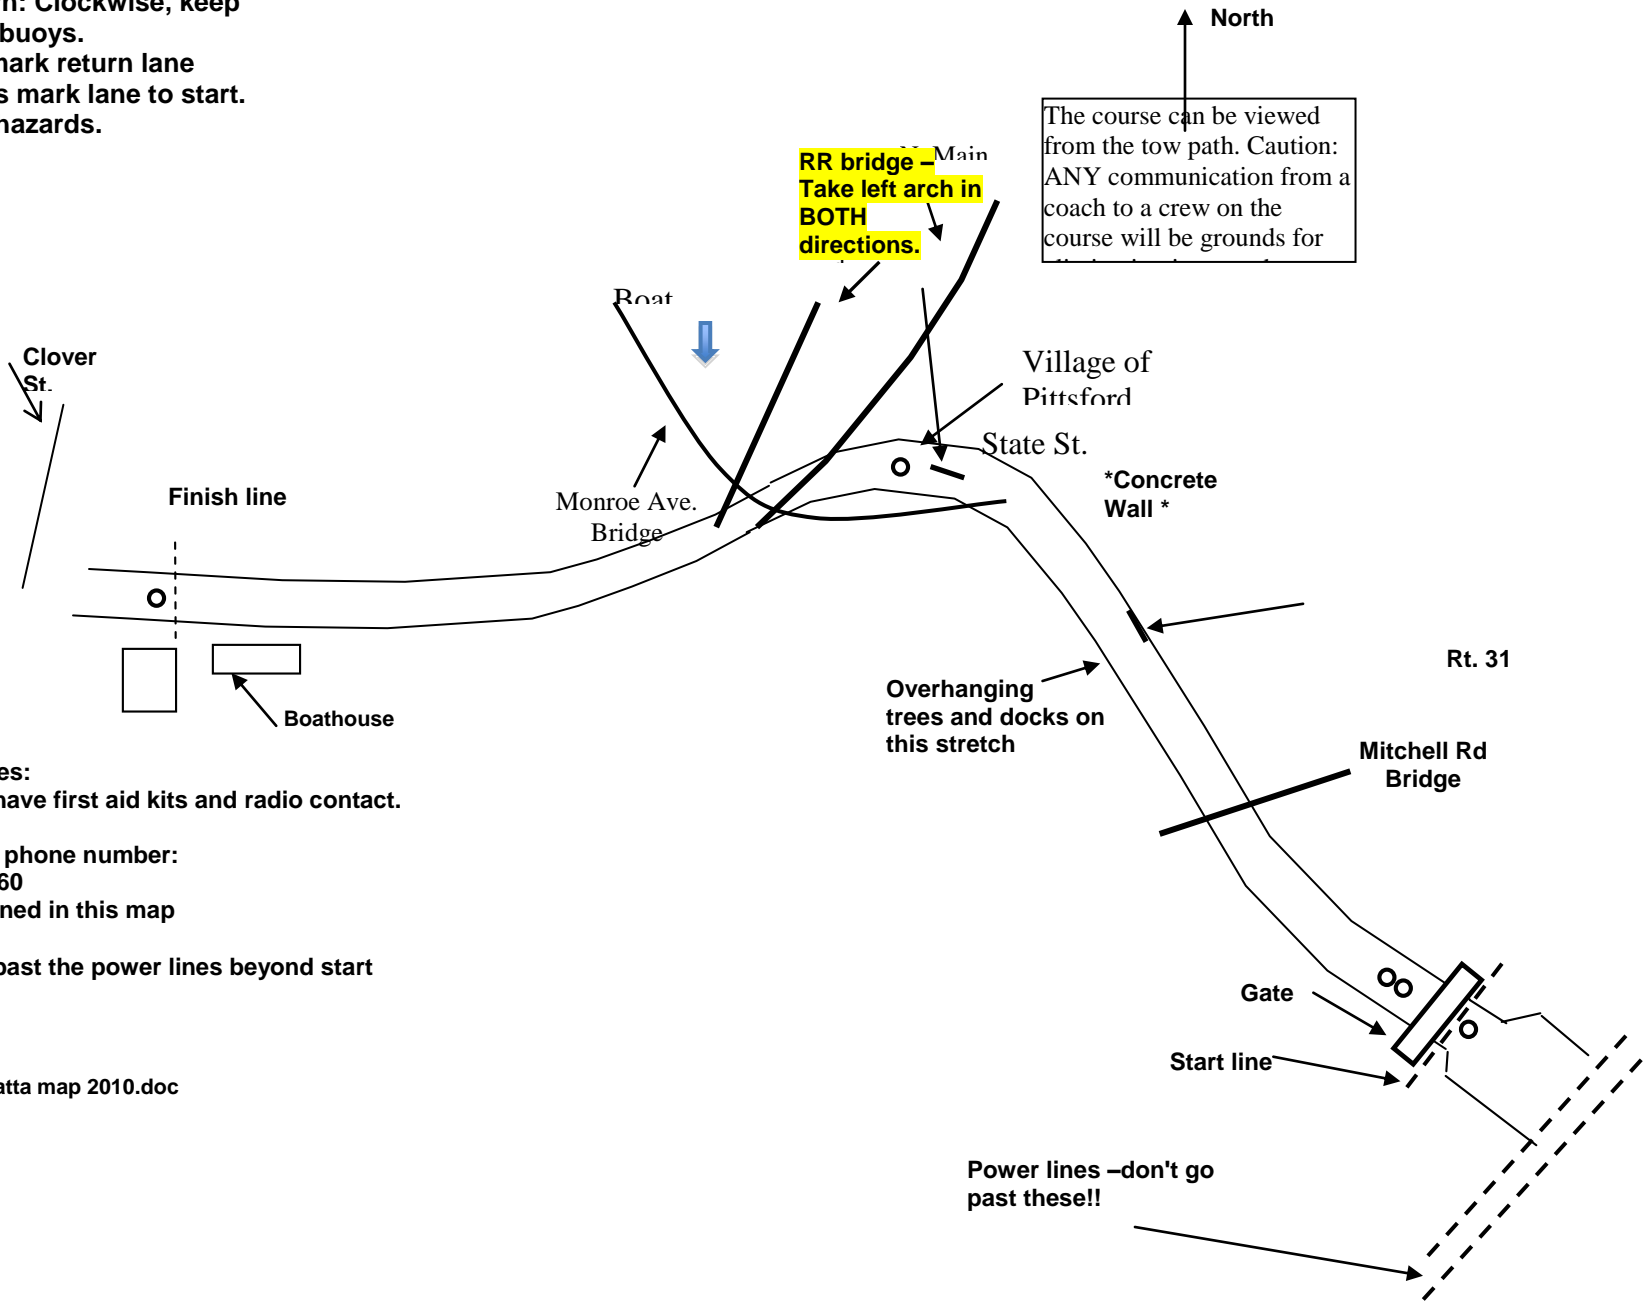 n: Clockwise, keep
buoys.
mark return lane
s mark lane to start.
hazards.
North
The course can be viewed
from the tow path. Caution:
ANY communication from a
coach to a crew on the
course will be grounds for
N. Main
RR bridge –
Take left arch in
BOTH
directions.
Boat
Clover
St.
Village of
Pittsford
State St.
*Concrete
Wall *
Finish line
Monroe Ave.
Bridge
Rt. 31
Overhanging
trees and docks on
this stretch
Boathouse
Mitchell Rd
Bridge
es:
have first aid kits and radio contact.
phone number:
60
ned in this map
past the power lines beyond start
Gate
Start line
atta map 2010.doc
Power lines –don't go
past these!!